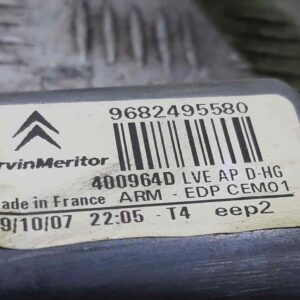 9682495580
rvinMeritor
400964D LVE AP D-HG
ade in France ARM - EDP CEM01
9/10/07 22:05 - T4 eep2